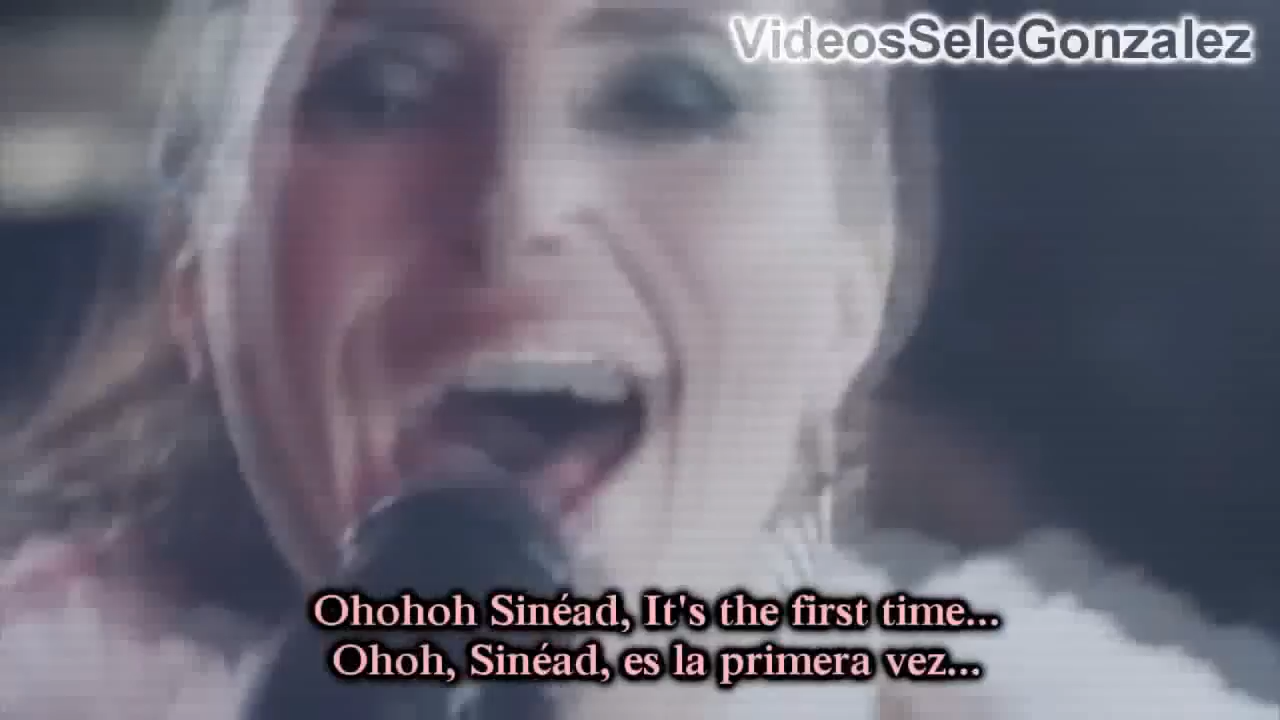 VideosSeleGonzalez
Ohohoh Sinéad, It's the first time...
Ohoh, Sinéad, es la primera vez...